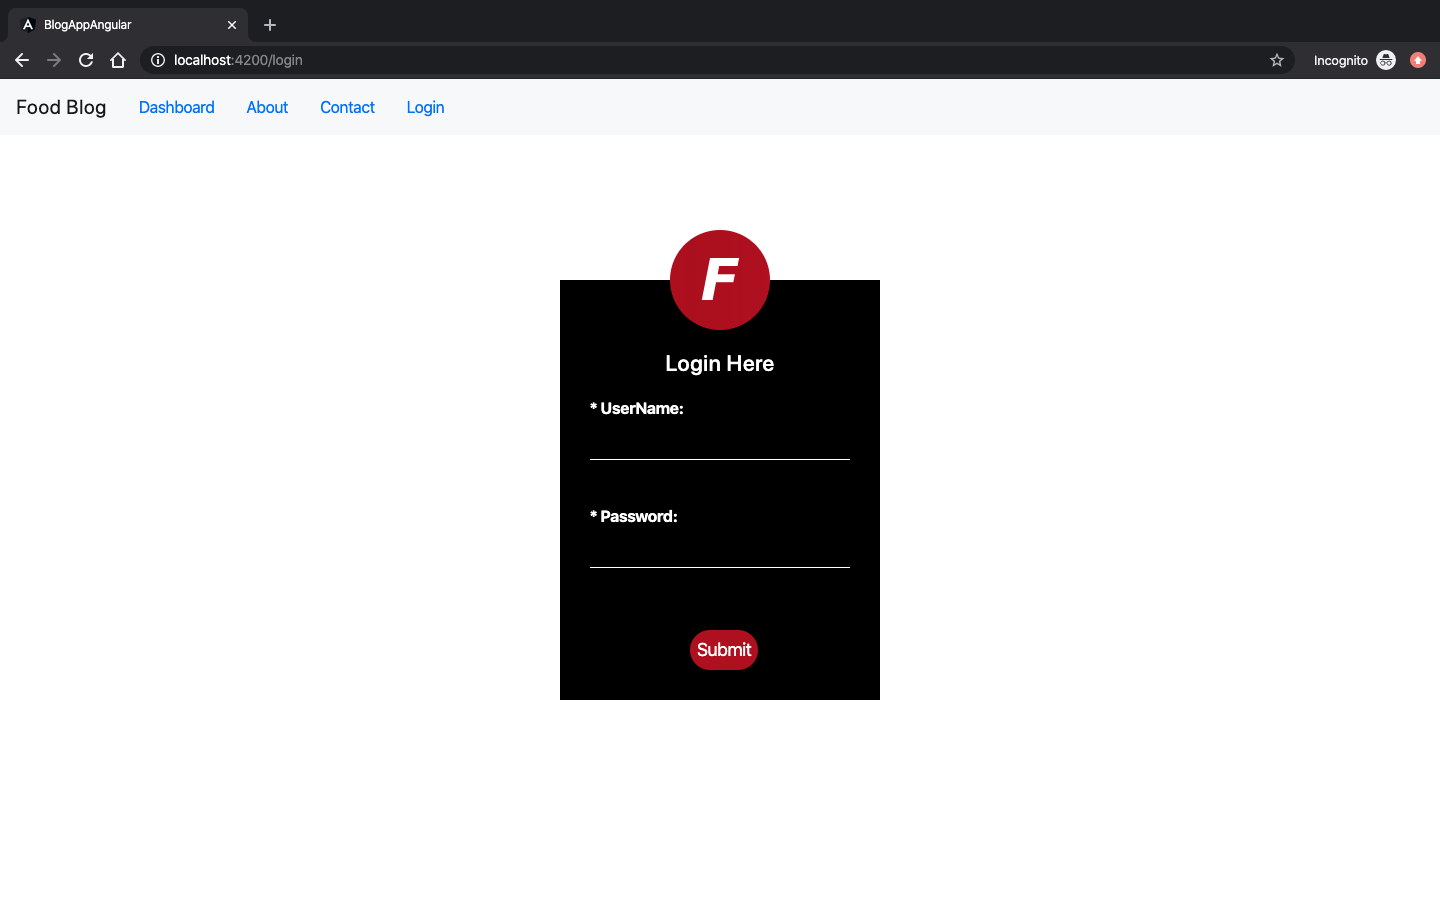 BlogAppAngular
localhost:4200/login
Incognito
Food Blog Dashboard About Contact Login
F
Login Here
* UserName:
* Password:
Submit